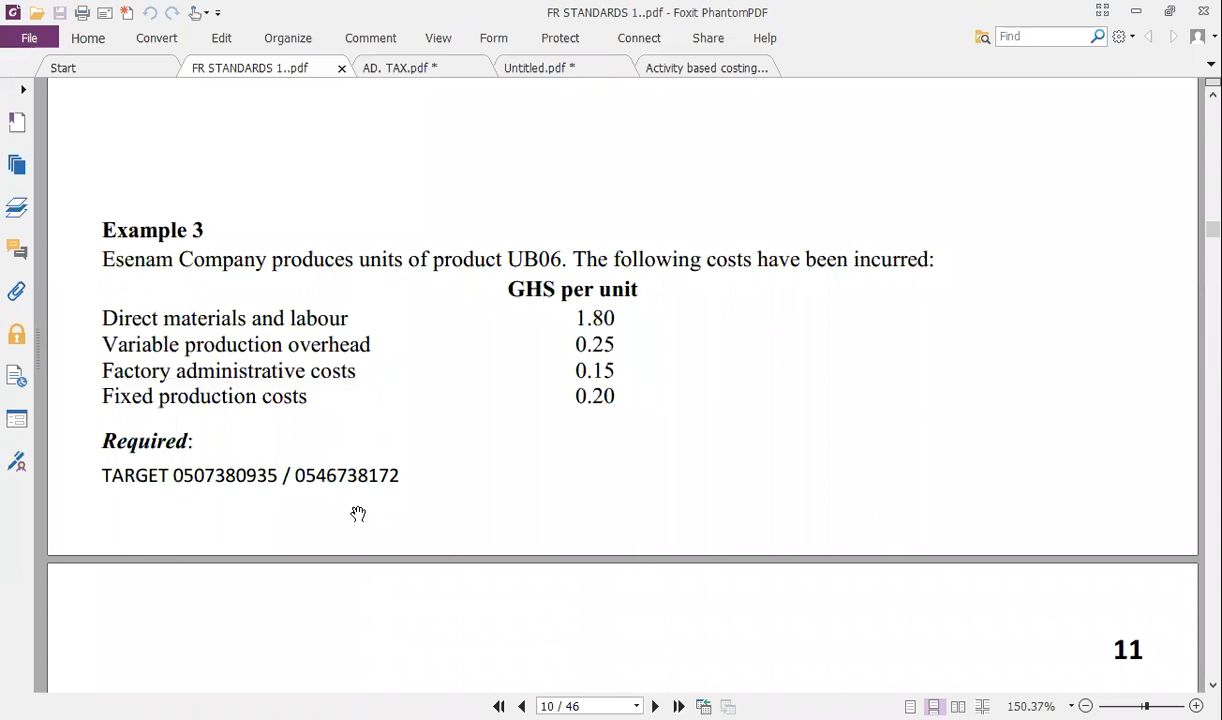 FR STANDARDS 1..pdf - Foxit PhantomPDF
File Home Convert Edit Organize Comment View Form Protect Connect Share Help Find
Start FR STANDARDS 1..pdf AD. TAX.pdf * Untitled.pdf * Activity based costing...
Example 3
Esenam Company produces units of product UB06. The following costs have been incurred:
GHS per unit
Direct materials and labour 1.80
Variable production overhead 0.25
Factory administrative costs 0.15
Fixed production costs 0.20
Required:
TARGET 0507380935 / 0546738172
11
10 / 46 150.37%